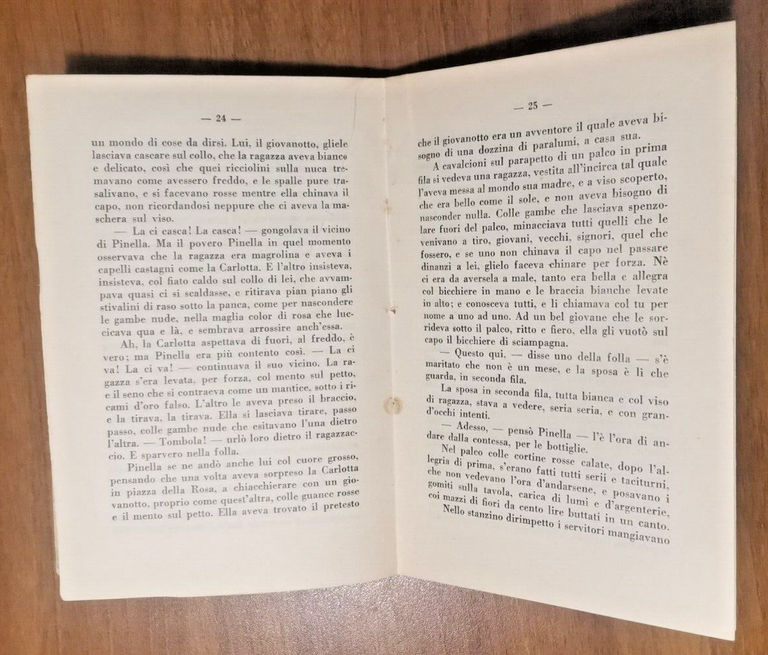 — 24 —
un mondo di cose da dirsi. Lui, il giovanotto, gliele
lasciava cascare sul collo, che la ragazza aveva bianco
e delicato, così che quei ricciolini sulla nuca tre-
mavano come avessero freddo, e le spalle pure tra-
salivano, e si facevano rosse mentre ella chinava il
capo, non ricordandosi neppure che ci aveva la ma-
schera sul viso.
— La ci casca! La casca! — gongolava il vicino
di Pinella. Ma il povero Pinella in quel momento
osservava che la ragazza era magrolina e aveva i
capelli castagni come la Carlotta. E l'altro insisteva,
insisteva, col fiato caldo sul collo di lei, che avvam-
pava quasi ci si scaldasse, e ritirava pian piano gli
stivalini di raso sotto la panca, come per nascondere
le gambe nude, nella maglia color di rosa che luc-
cicava qua e là, e sembrava arrossire anch'essa.
Ah, la Carlotta aspettava di fuori, al freddo, è
vero; ma Pinella era più contento così. — La ci
va! La ci va! — continuava il suo vicino. La ra-
gazza s'era levata, per forza, col mento sul petto,
e il seno che si contraeva come un mantice, sotto i ri-
cami d'oro falso. L'altro le aveva preso il braccio,
e la tirava, la tirava. Ella si lasciava tirare, passo
passo, colle gambe nude che esitavano l'una dietro
l'altra. — Tombola! — urlò loro dietro il ragazzac-
cio. E sparvero nella folla.
Pinella se ne andò anche lui col cuore grosso,
pensando che una volta aveva sorpreso la Carlotta
in piazza della Rosa, a chiacchierare con un gio-
vanotto, proprio come quest'altra, colle guance rosse
e il mento sul petto. Ella aveva trovato il pretesto
— 25 —
che il giovanotto era un avventore il quale aveva bi-
sogno di una dozzina di paralumi, a casa sua.
A cavalcioni sul parapetto di un palco in prima
fila si vedeva una ragazza, vestita all'incirca tal quale
l'aveva messa al mondo sua madre, e a viso scoperto,
che era bello come il sole, e non aveva bisogno di
nasconder nulla. Colle gambe che lasciava spenzo-
lare fuori del palco, minacciava tutti quelli che le
venivano a tiro, giovani, vecchi, signori, quel che
fossero, e se uno non chinava il capo nel passare
dinanzi a lei, glielo faceva chinare per forza. Nè
ci era da aversela a male, tanto era bella e allegra
col bicchiere in mano e le braccia bianche levate
in alto; e conosceva tutti, e li chiamava col tu per
nome a uno ad uno. Ad un bel giovane che le sor-
rideva sotto il palco, ritto e fiero, ella gli vuotò sul
capo il bicchiere di sciampagna.
— Questo qui, — disse uno della folla — s'è
maritato che non è un mese, e la sposa è lì che
guarda, in seconda fila.
La sposa in seconda fila, tutta bianca e col viso
di ragazza, stava a vedere, seria seria, e con gran-
d'occhi intenti.
— Adesso, — pensò Pinella — l'è l'ora di an-
dare dalla contessa, per le bottiglie.
Nel palco colle cortine rosse calate, dopo l'al-
legria di prima, s'erano fatti tutti serii e taciturni,
che non vedevano l'ora d'andarsene, e posavano i
gomiti sulla tavola, carica di lumi e d'argenterie,
coi mazzi di fiori da cento lire buttati in un canto.
Nello stanzino dirimpetto i servitori mangiavano